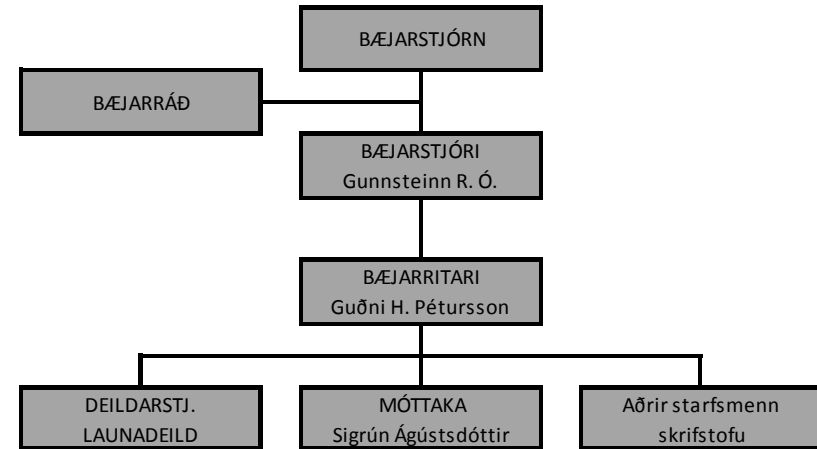 BÆJARSTJÓRN
BÆJARRÁÐ
BÆJARSTJÓRI
Gunnsteinn R. Ó.
BÆJARRITARI
Guðni H. Pétursson
DEILDARSTJ.
LAUNADEILD
MÓTTAKA
Sigrún Ágústsdóttir
Aðrir starfsmenn
skrifstofu